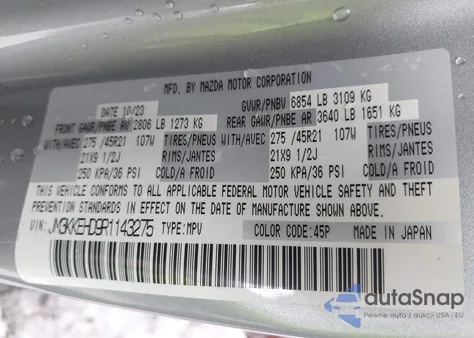 MFD. BY MAZDA MOTOR CORPORATION
DATE 10/23 GVWR/PNBV 6854 LB 3109 KG
FRONT GAWR/PNBE AV 2806 LB 1273 KG REAR GAWR/PNBE AR 3640 LB 1651 KG
WITH/AVEC 275 /45R21 107W TIRES/PNEUS WITH/AVEC 275 /45R21 107W TIRES/PNEUS
21X9 1/2J RIMS/JANTES 21X9 1/2J RIMS/JANTES
250 KPA/36 PSI COLD/A FROID 250 KPA/36 PSI COLD/A FROID
THIS VEHICLE CONFORMS TO ALL APPLICABLE FEDERAL MOTOR VEHICLE SAFETY AND THEFT
PREVENTION STANDARDS IN EFFECT ON THE DATE OF MANUFACTURE SHOWN ABOVE.
VIN: JM3KKEHD9R1143275 TYPE: MPV COLOR CODE: 45P MADE IN JAPAN
autoSnap
Pewne auta z aukcji USA i EU